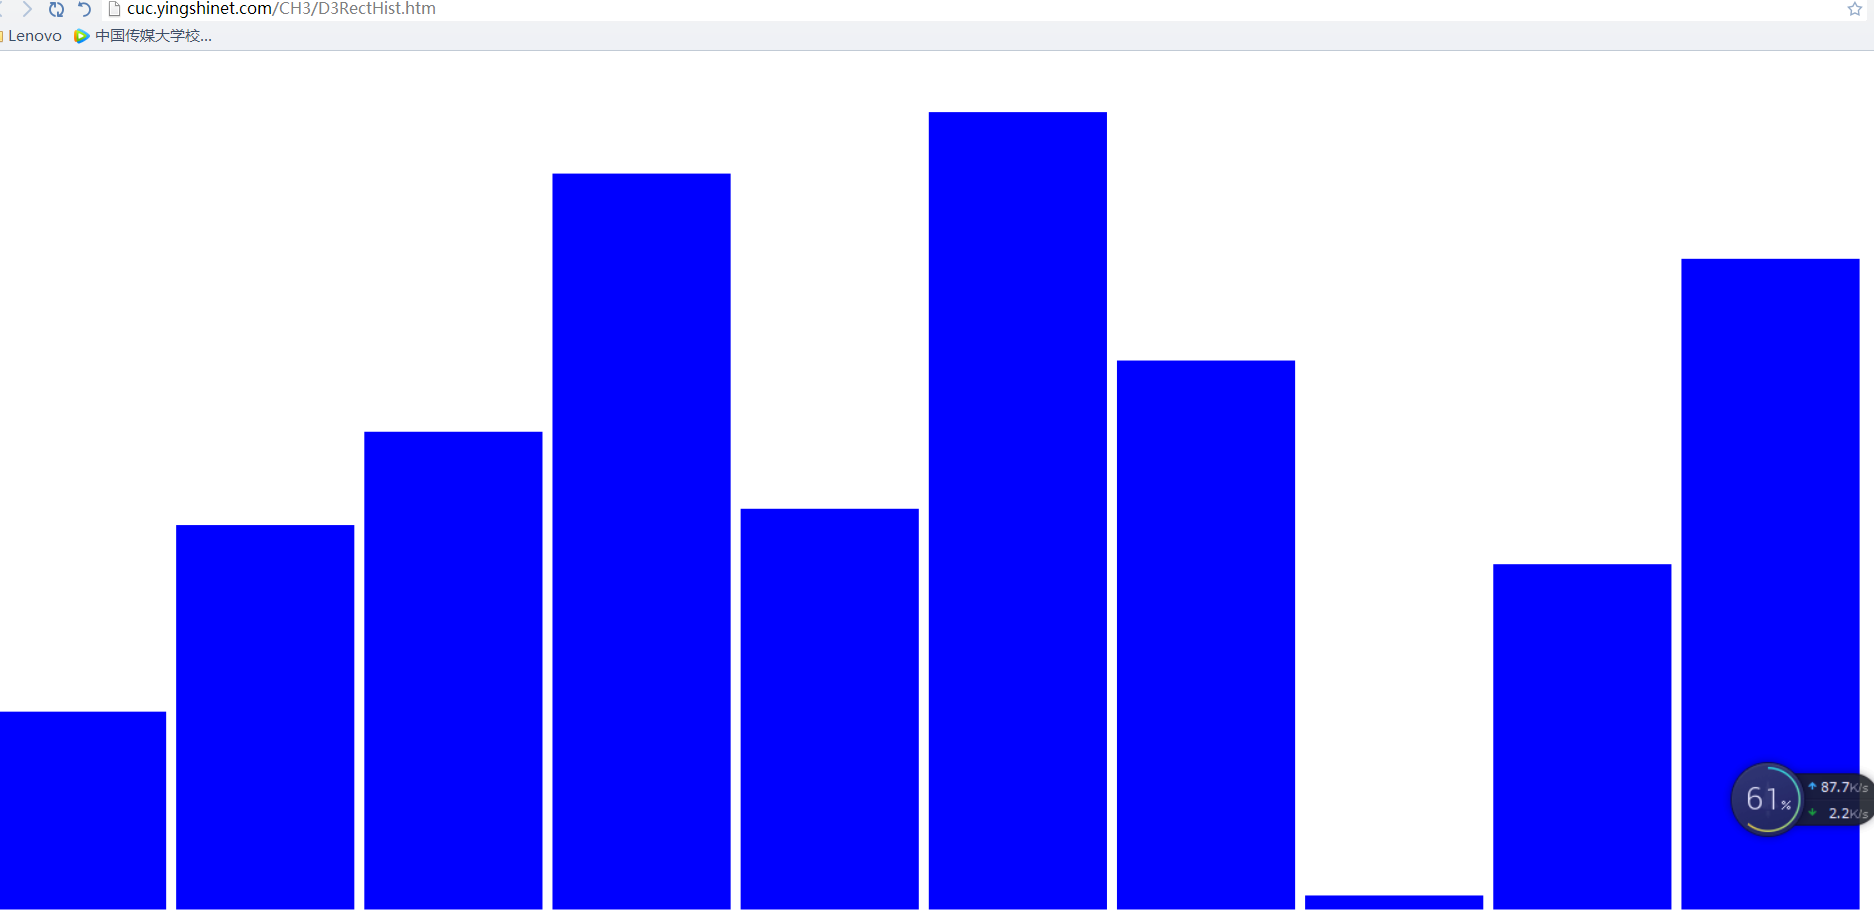 cuc.yingshinet.com/CH3/D3RectHist.htm
Lenovo 中国传媒大学校...
61%
87.7K/s
2.2K/s